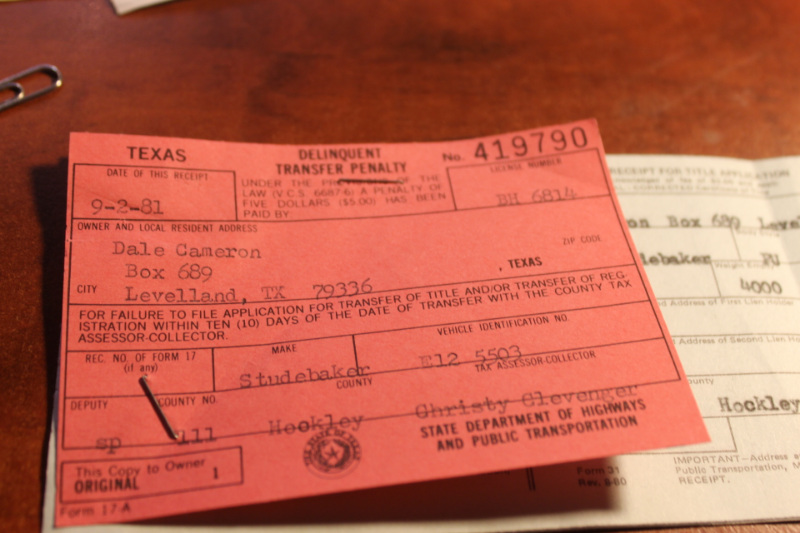 TEXAS
DELINQUENT
TRANSFER PENALTY
No. 419790
DATE OF THIS RECEIPT
9-2-81
UNDER THE OF THE
LAW (V.C.S. 6687-6) A PENALTY OF
FIVE DOLLARS ($5.00) HAS BEEN
PAID BY:
LICENSE NUMBER
BH 6814
OWNER AND LOCAL RESIDENT ADDRESS
Dale Cameron
Box 689
ZIP CODE
CITY
Levelland, TX 79336
, TEXAS
FOR FAILURE TO FILE APPLICATION FOR TRANSFER OF TITLE AND/OR TRANSFER OF REG-
ISTRATION WITHIN TEN (10) DAYS OF THE DATE OF TRANSFER WITH THE COUNTY TAX
ASSESSOR-COLLECTOR.
REC. NO. OF FORM 17
(if any)
MAKE
Studebaker
VEHICLE IDENTIFICATION NO.
E12 5503
DEPUTY
sp
COUNTY NO.
111
COUNTY
Hockley
TAX ASSESSOR-COLLECTOR
Christy Clevenger
STATE DEPARTMENT OF HIGHWAYS
AND PUBLIC TRANSPORTATION
This Copy to Owner
ORIGINAL
1
Form 17-A
RECEIPT FOR TITLE APPLICATION
on Box 689 Leve
debaker
PU
4000
d Address of First Lien Holder
d Address of Second Lien H
ounty
Hockley
Form 31
Rev. 9-80
IMPORTANT—Address a
Public Transportation, M
RECEIPT.